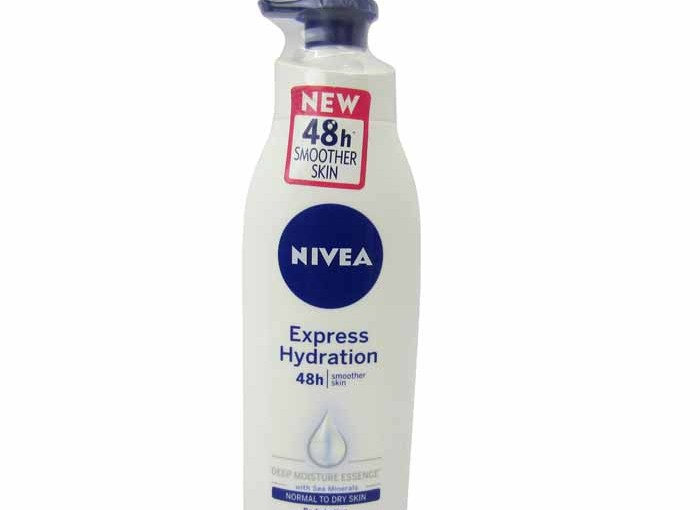 NEW
48h
SMOOTHER
SKIN
NIVEA
Express
Hydration
48h smoother
skin
DEEP MOISTURE ESSENCE
with Sea Minerals
NORMAL TO DRY SKIN